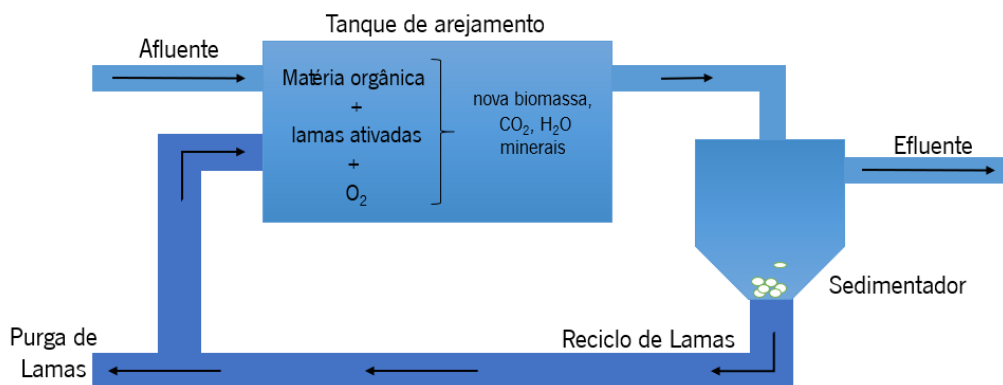 Tanque de arejamento
Afluente
Matéria orgânica
+
lamas ativadas
+
O₂
nova biomassa,
CO₂, H₂O
minerais
Efluente
Sedimentador
Reciclo de Lamas
Purga de
Lamas